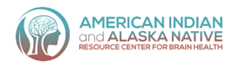 AMERICAN INDIAN
and ALASKA NATIVE
RESOURCE CENTER FOR BRAIN HEALTH